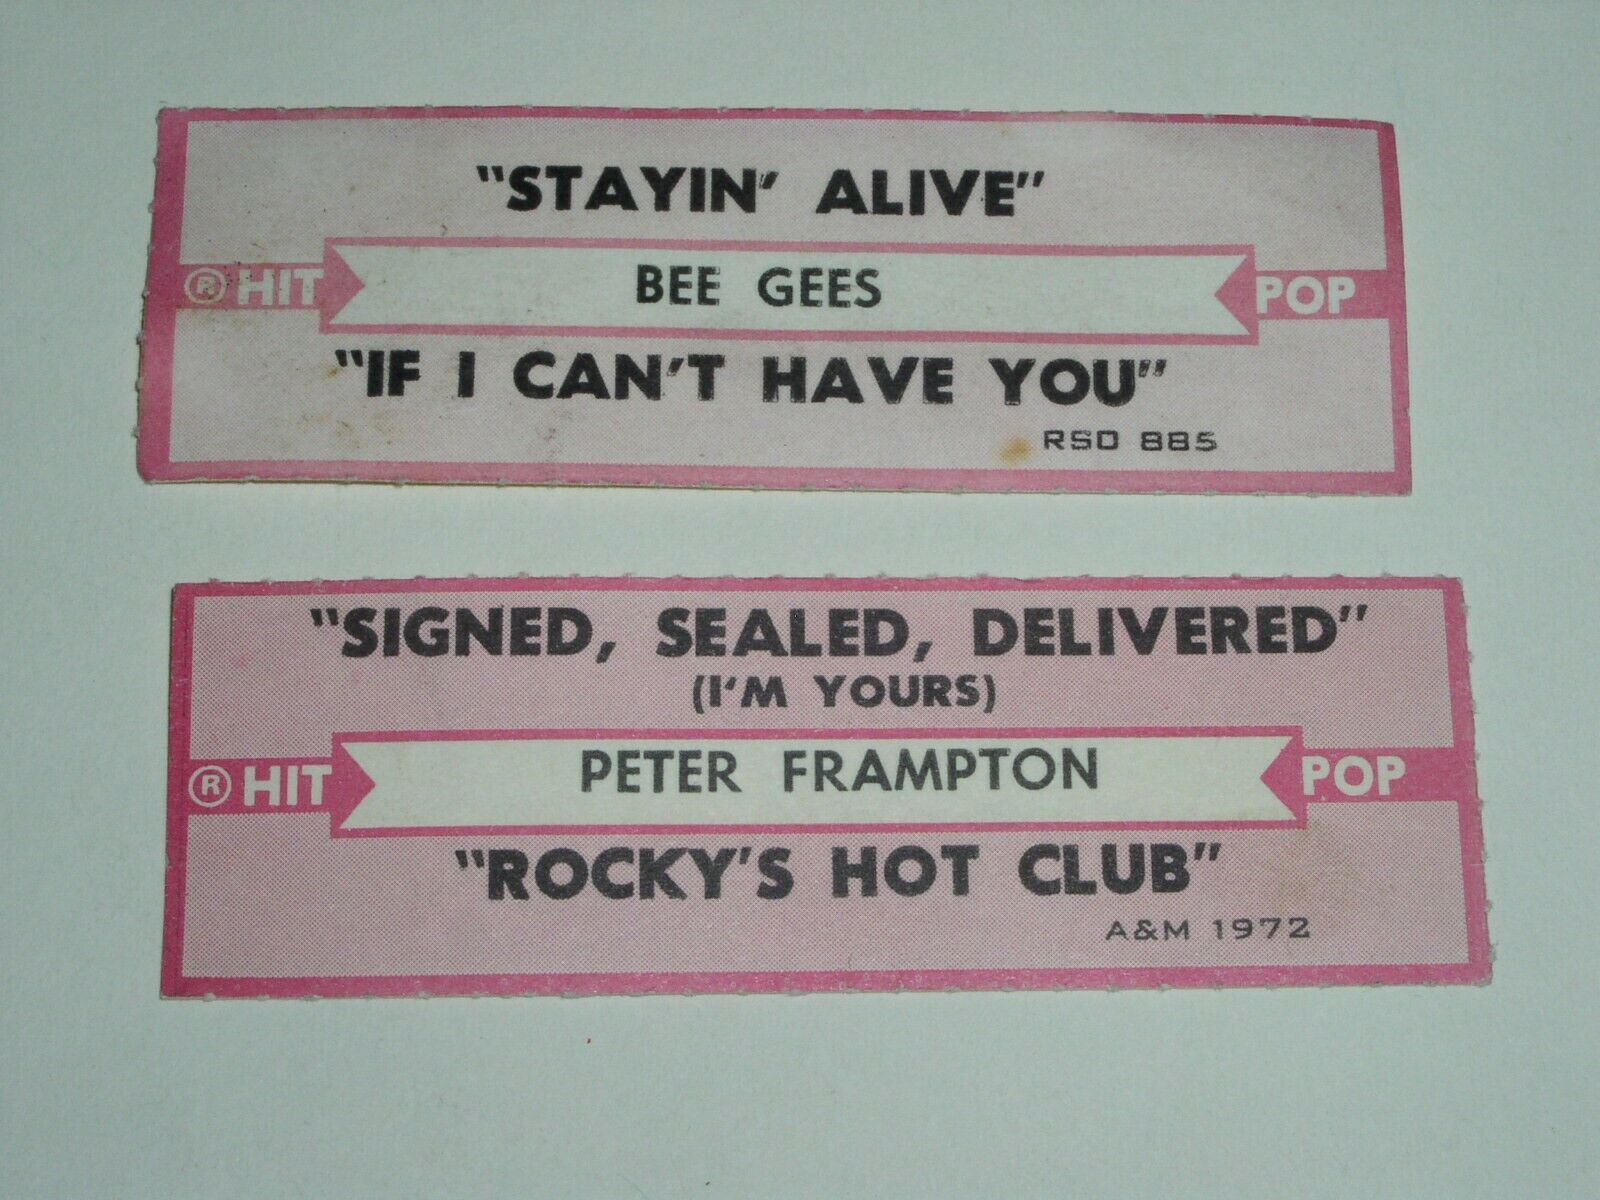 "STAYIN' ALIVE"
® HIT BEE GEES POP
"IF I CAN'T HAVE YOU"
RSO 885
"SIGNED, SEALED, DELIVERED"
(I'M YOURS)
® HIT PETER FRAMPTON POP
"ROCKY'S HOT CLUB"
A&M 1972